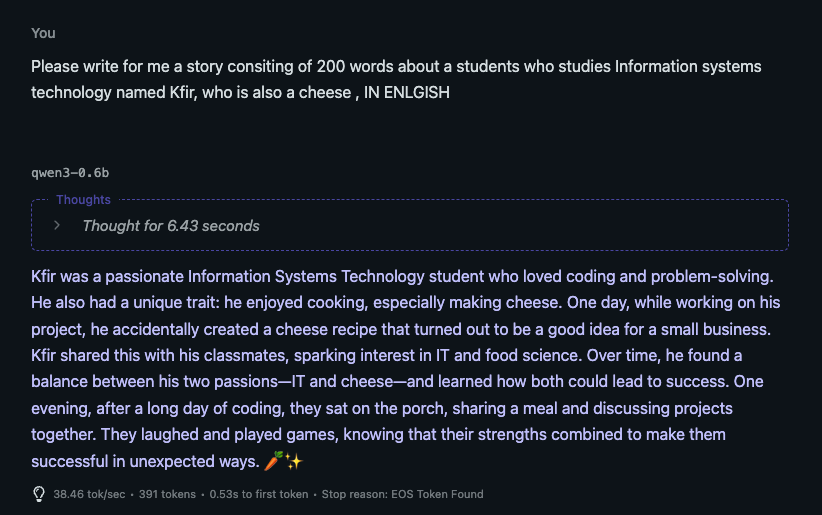 You
Please write for me a story consiting of 200 words about a students who studies Information systems
technology named Kfir, who is also a cheese , IN ENLGISH
qwen3-0.6b
Thoughts
Thought for 6.43 seconds
Kfir was a passionate Information Systems Technology student who loved coding and problem-solving.
He also had a unique trait: he enjoyed cooking, especially making cheese. One day, while working on his
project, he accidentally created a cheese recipe that turned out to be a good idea for a small business.
Kfir shared this with his classmates, sparking interest in IT and food science. Over time, he found a
balance between his two passions—IT and cheese—and learned how both could lead to success. One
evening, after a long day of coding, they sat on the porch, sharing a meal and discussing projects
together. They laughed and played games, knowing that their strengths combined to make them
successful in unexpected ways. 🥕✨
38.46 tok/sec • 391 tokens • 0.53s to first token • Stop reason: EOS Token Found